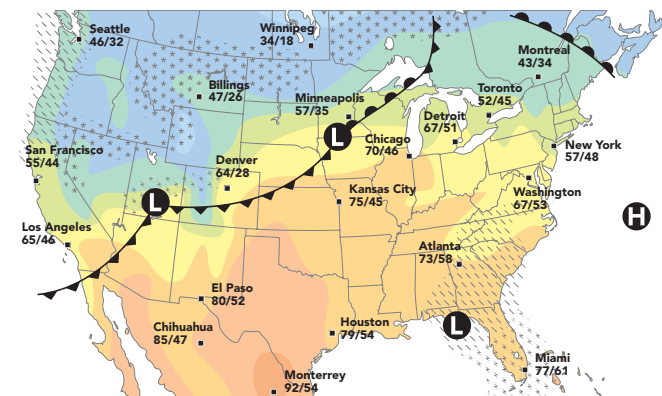 Seattle
46/32
Winnipeg
34/18
Montreal
43/34
Billings
47/26
Minneapolis
57/35
Toronto
52/45
Detroit
67/51
L
Chicago
70/46
New York
57/48
San Francisco
55/44
Denver
64/28
Kansas City
75/45
Washington
67/53
L
H
Los Angeles
65/46
Atlanta
73/58
El Paso
80/52
Chihuahua
85/47
Houston
79/54
L
Miami
77/61
Monterrey
92/54